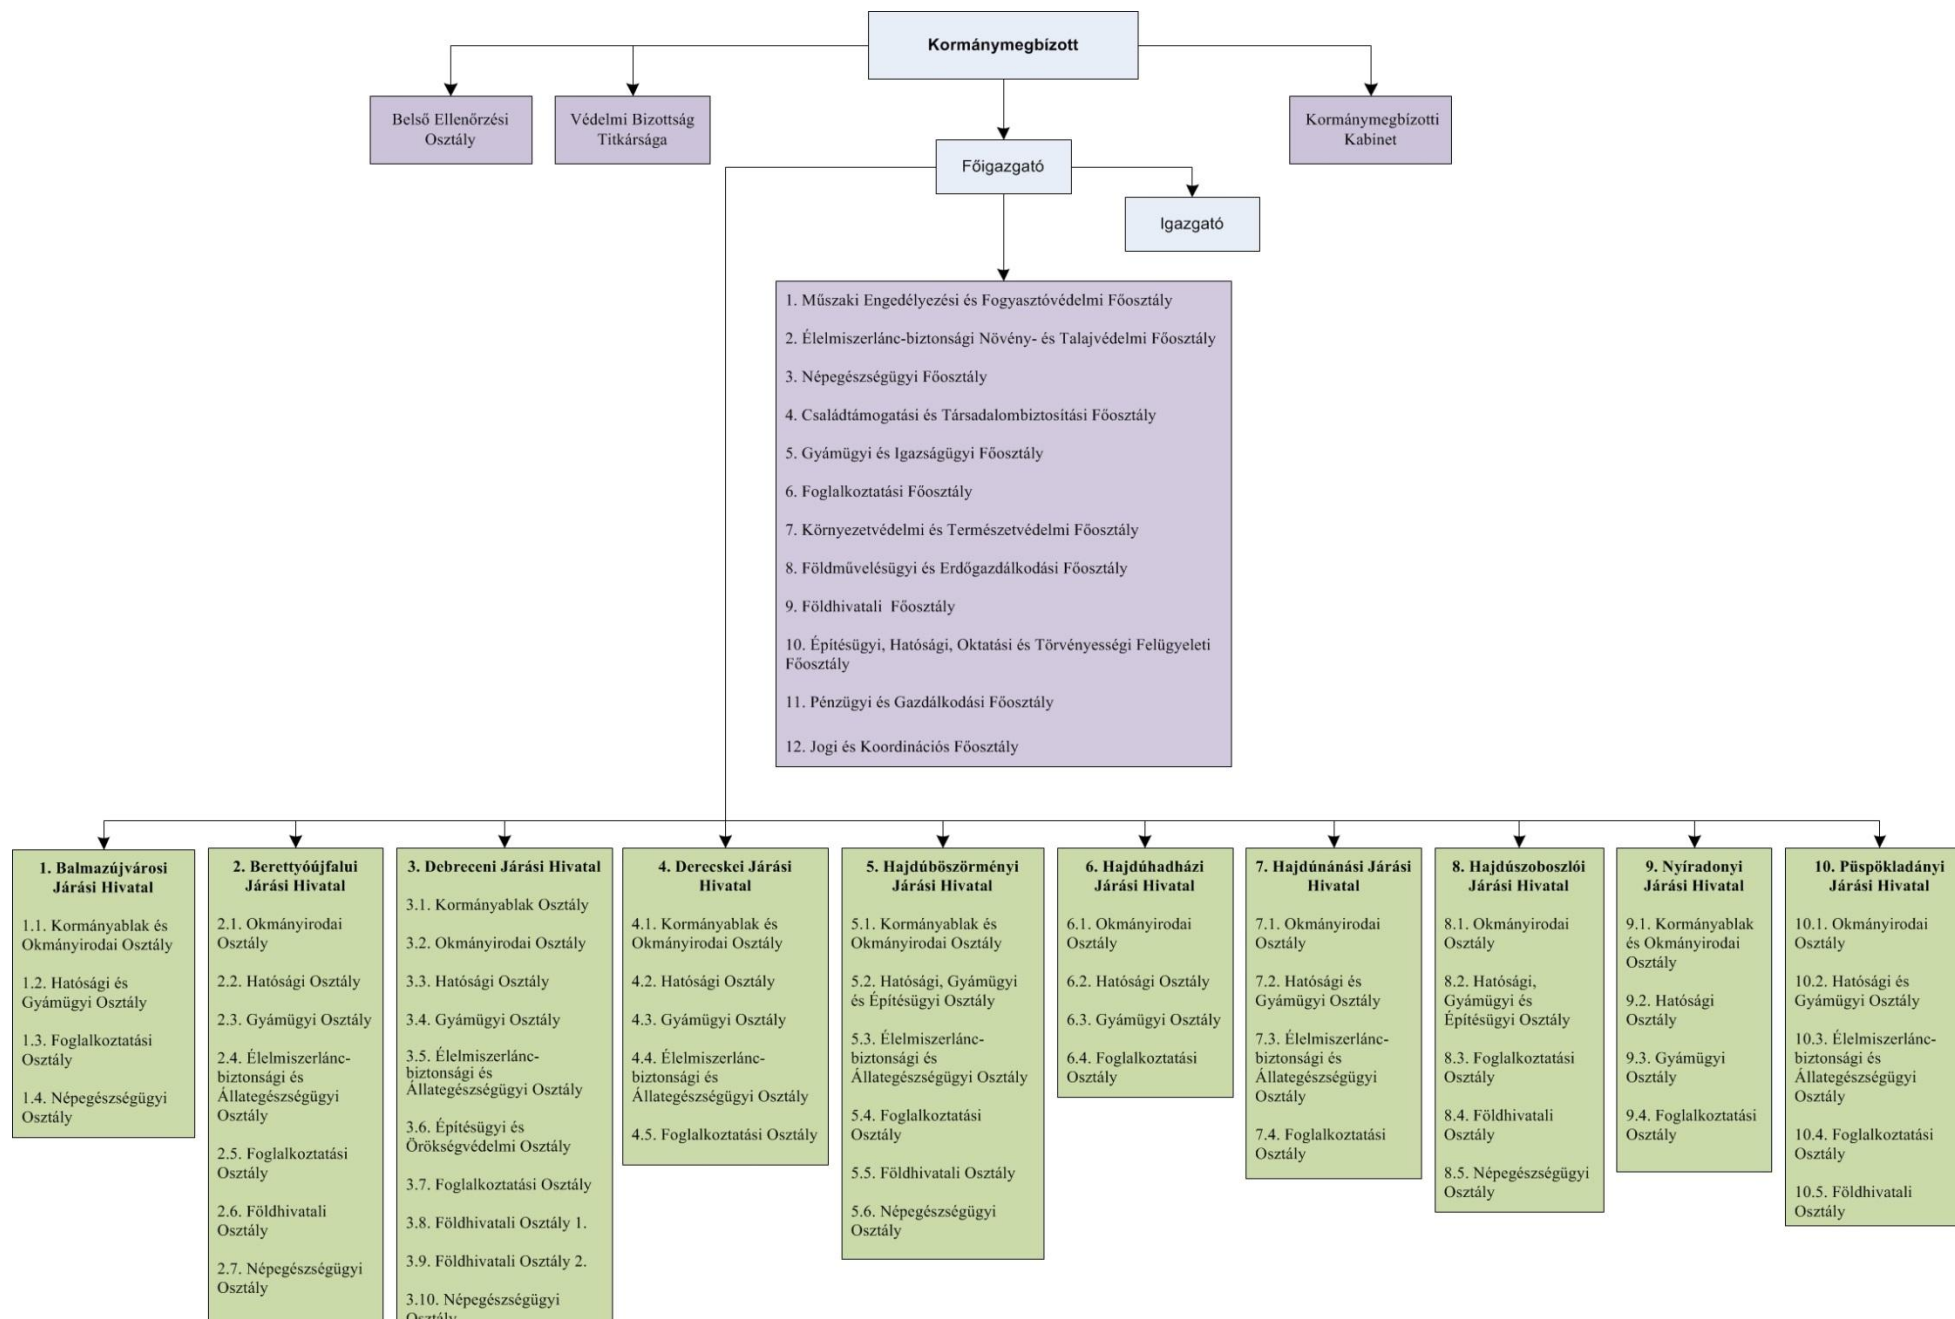 Kormánymegbízott
Belső Ellenőrzési
Osztály
Védelmi Bizottság
Titkársága
Kormánymegbízotti
Kabinet
Főigazgató
Igazgató
1. Műszaki Engedélyezési és Fogyasztóvédelmi Főosztály
2. Élelmiszerlánc-biztonsági Növény- és Talajvédelmi Főosztály
3. Népegészségügyi Főosztály
4. Családtámogatási és Társadalombiztosítási Főosztály
5. Gyámügyi és Igazságügyi Főosztály
6. Foglalkoztatási Főosztály
7. Környezetvédelmi és Természetvédelmi Főosztály
8. Földművelésügyi és Erdőgazdálkodási Főosztály
9. Földhivatali Főosztály
10. Építésügyi, Hatósági, Oktatási és Törvényességi Felügyeleti
Főosztály
11. Pénzügyi és Gazdálkodási Főosztály
12. Jogi és Koordinációs Főosztály
1. Balmazújvárosi
Járási Hivatal
1.1. Kormányablak és
Okmányirodai Osztály
1.2. Hatósági és
Gyámügyi Osztály
1.3. Foglalkoztatási
Osztály
1.4. Népegészségügyi
Osztály
2. Berettyóújfalui
Járási Hivatal
2.1. Okmányirodai
Osztály
2.2. Hatósági Osztály
2.3. Gyámügyi Osztály
2.4. Élelmiszerlánc-
biztonsági és
Állategészségügyi
Osztály
2.5. Foglalkoztatási
Osztály
2.6. Földhivatali
Osztály
2.7. Népegészségügyi
Osztály
3. Debreceni Járási Hivatal
3.1. Kormányablak Osztály
3.2. Okmányirodai Osztály
3.3. Hatósági Osztály
3.4. Gyámügyi Osztály
3.5. Élelmiszerlánc-
biztonsági és
Állategészségügyi Osztály
3.6. Építésügyi és
Örökségvédelmi Osztály
3.7. Foglalkoztatási Osztály
3.8. Földhivatali Osztály 1.
3.9. Földhivatali Osztály 2.
3.10. Népegészségügyi
Osztály
4. Derecskei Járási
Hivatal
4.1. Kormányablak és
Okmányirodai Osztály
4.2. Hatósági Osztály
4.3. Gyámügyi Osztály
4.4. Élelmiszerlánc-
biztonsági és
Állategészségügyi Osztály
4.5. Foglalkoztatási Osztály
5. Hajdúböszörményi
Járási Hivatal
5.1. Kormányablak és
Okmányirodai Osztály
5.2. Hatósági, Gyámügyi
és Építésügyi Osztály
5.3. Élelmiszerlánc-
biztonsági és
Állategészségügyi Osztály
5.4. Foglalkoztatási
Osztály
5.5. Földhivatali Osztály
5.6. Népegészségügyi
Osztály
6. Hajdúhadházi
Járási Hivatal
6.1. Okmányirodai
Osztály
6.2. Hatósági Osztály
6.3. Gyámügyi Osztály
6.4. Foglalkoztatási
Osztály
7. Hajdúnánási Járási
Hivatal
7.1. Okmányirodai
Osztály
7.2. Hatósági és
Gyámügyi Osztály
7.3. Élelmiszerlánc-
biztonsági és
Állategészségügyi
Osztály
7.4. Foglalkoztatási
Osztály
8. Hajdúszoboszlói
Járási Hivatal
8.1. Okmányirodai
Osztály
8.2. Hatósági,
Gyámügyi és
Építésügyi Osztály
8.3. Foglalkoztatási
Osztály
8.4. Földhivatali
Osztály
8.5. Népegészségügyi
Osztály
9. Nyíradonyi
Járási Hivatal
9.1. Kormányablak
és Okmányirodai
Osztály
9.2. Hatósági
Osztály
9.3. Gyámügyi
Osztály
9.4. Foglalkoztatási
Osztály
10. Püspökladányi
Járási Hivatal
10.1. Okmányirodai
Osztály
10.2. Hatósági és
Gyámügyi Osztály
10.3. Élelmiszerlánc-
biztonsági és
Állategészségügyi
Osztály
10.4. Foglalkoztatási
Osztály
10.5. Földhivatali
Osztály